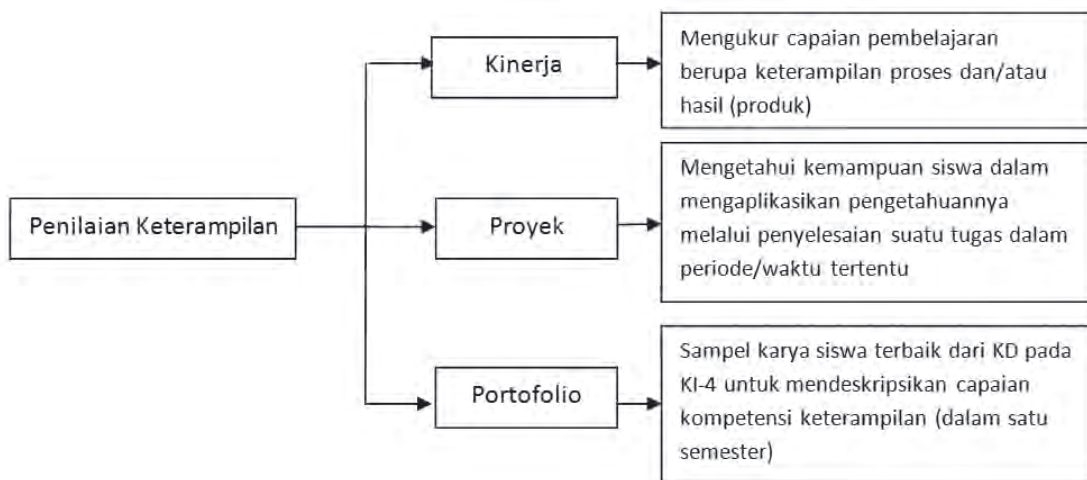 Penilaian Keterampilan
Kinerja
Mengukur capaian pembelajaran
berupa keterampilan proses dan/atau
hasil (produk)
Proyek
Mengetahui kemampuan siswa dalam
mengaplikasikan pengetahuannya
melalui penyelesaian suatu tugas dalam
periode/waktu tertentu
Portofolio
Sampel karya siswa terbaik dari KD pada
KI-4 untuk mendeskripsikan capaian
kompetensi keterampilan (dalam satu
semester)